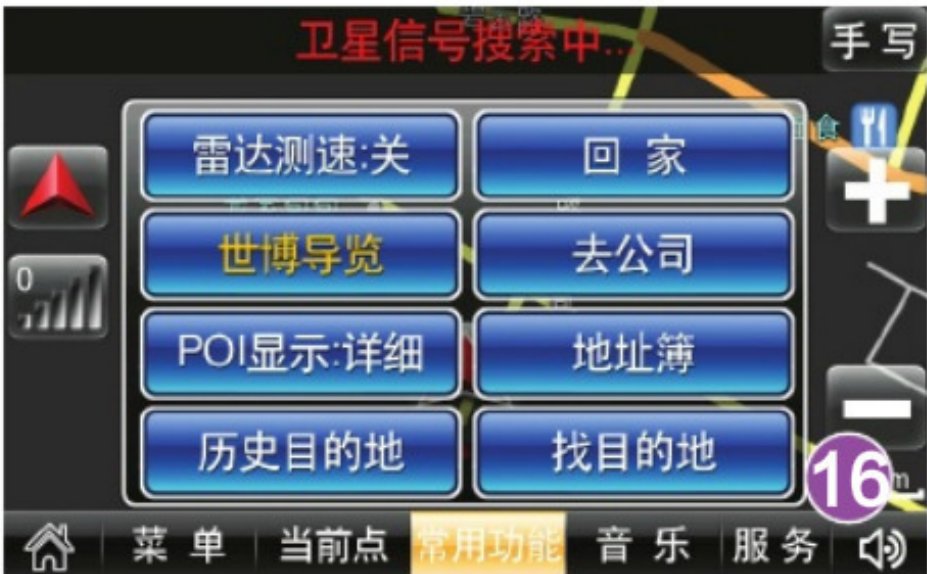 卫星信号搜索中...
手写
雷达测速:关
回家
食
世博导览
去公司
0
POI显示:详细
地址簿
历史目的地
找目的地
16
m
菜单
当前点
常用功能
音乐
服务